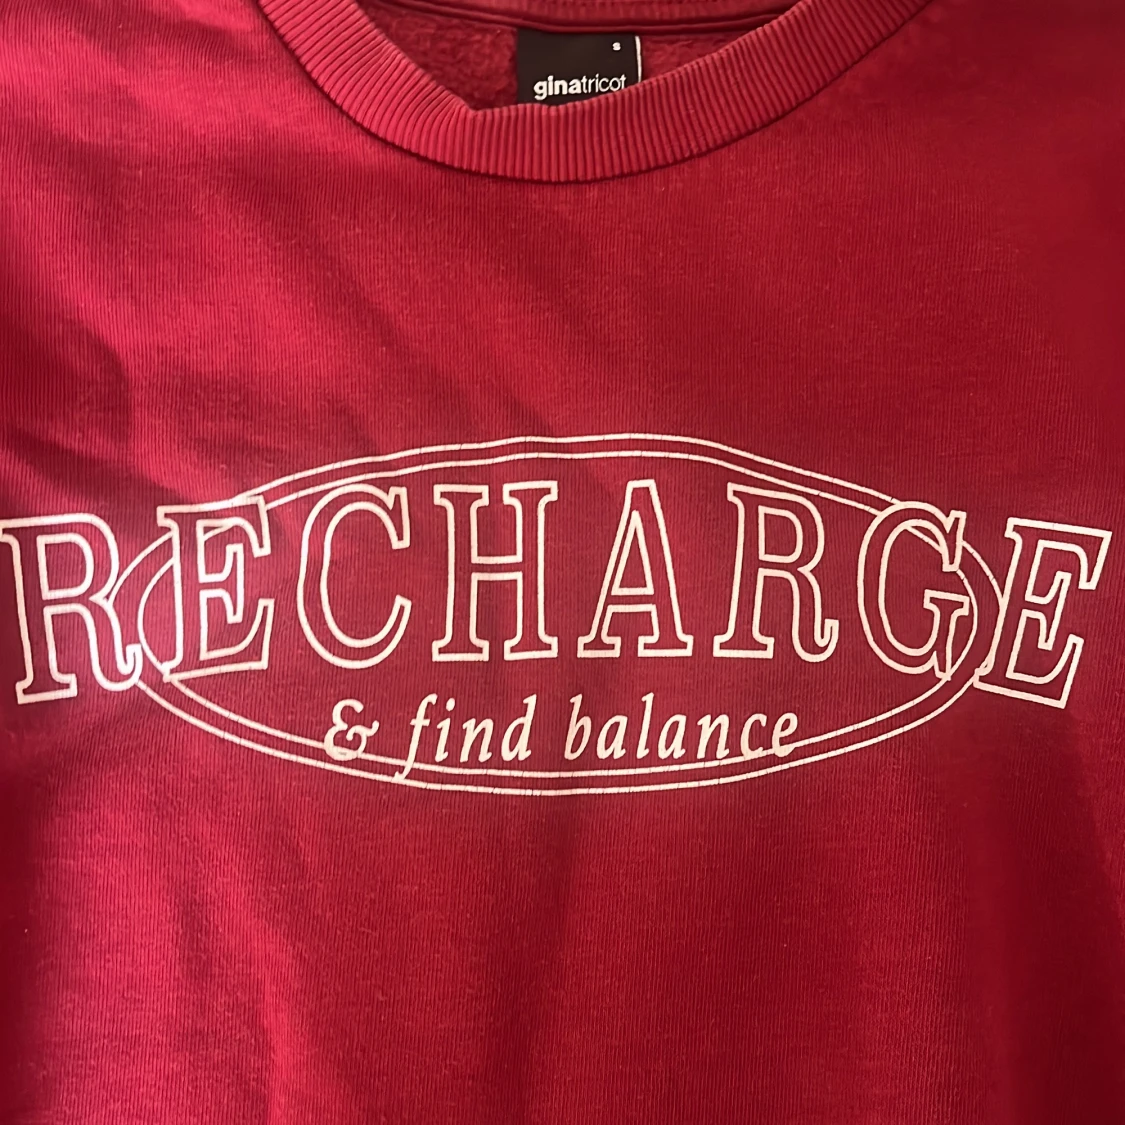 s
ginatricot
RECHARGE
& find balance